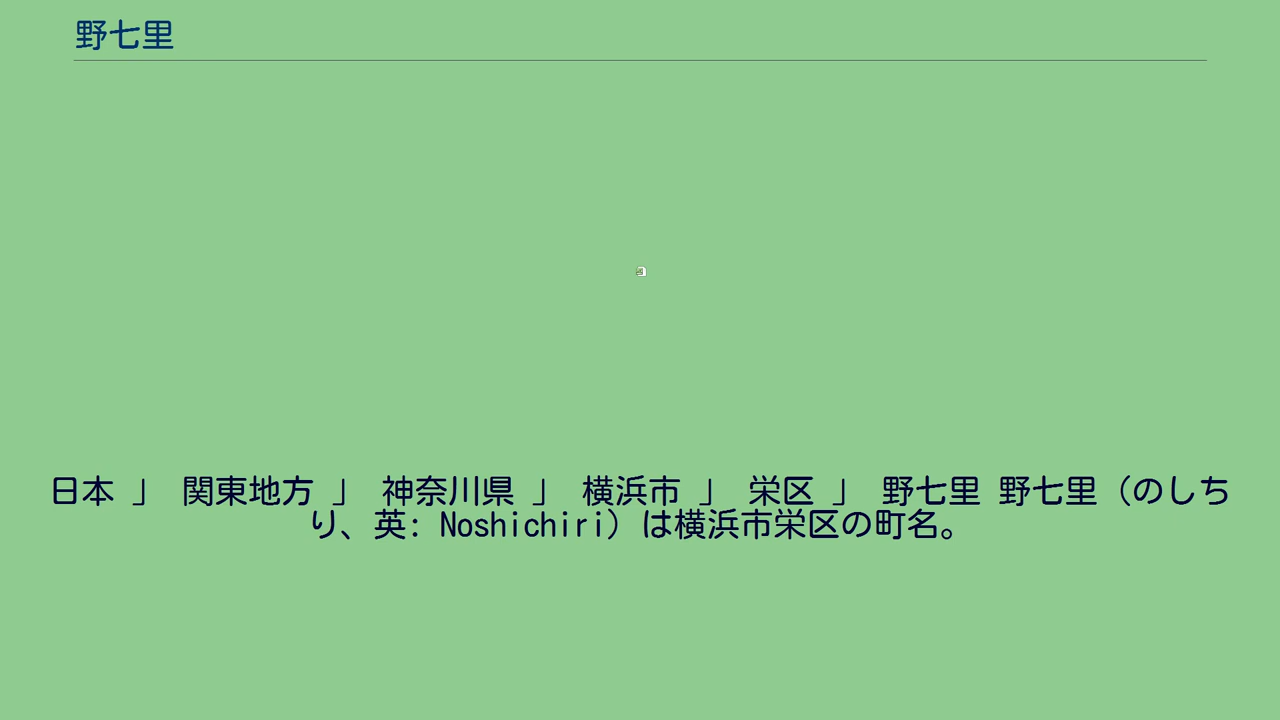 野七里
日本 」 関東地方 」 神奈川県 」 横浜市 」 栄区 」 野七里 野七里（のしち
り、英: Noshichiri）は横浜市栄区の町名。